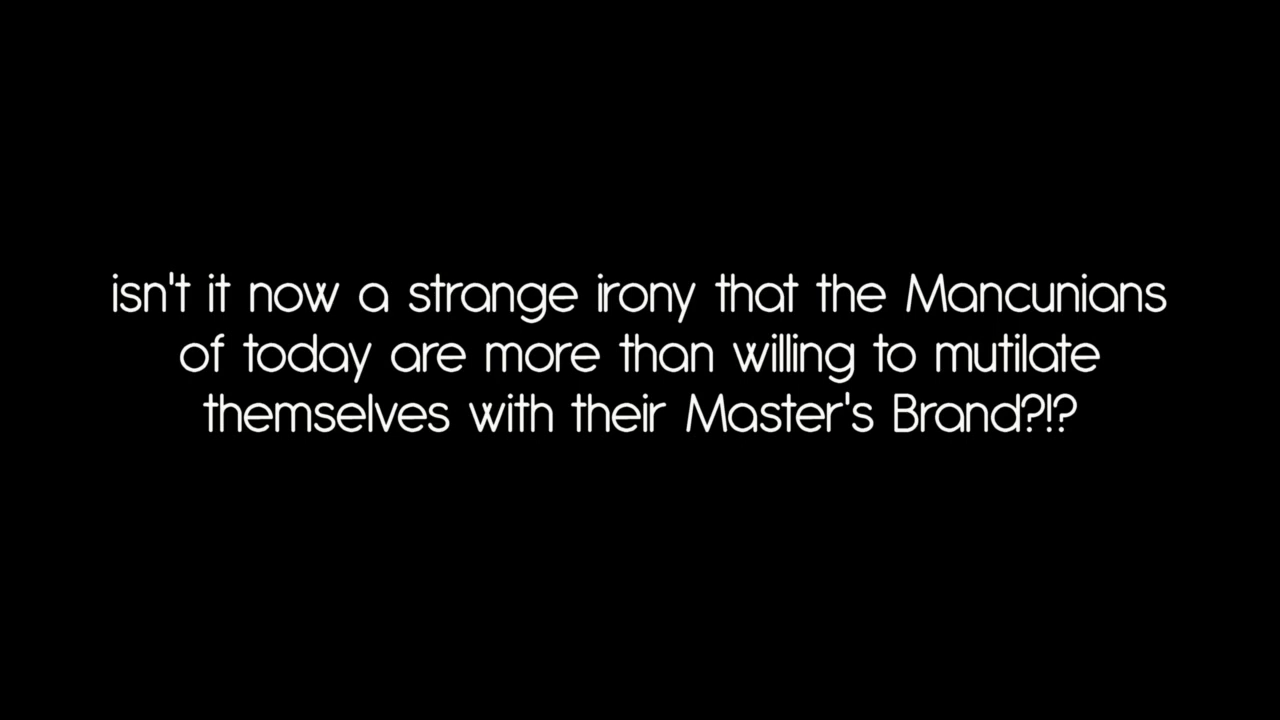 isn't it now a strange irony that the Mancunians
of today are more than willing to mutilate
themselves with their Master's Brand?!?